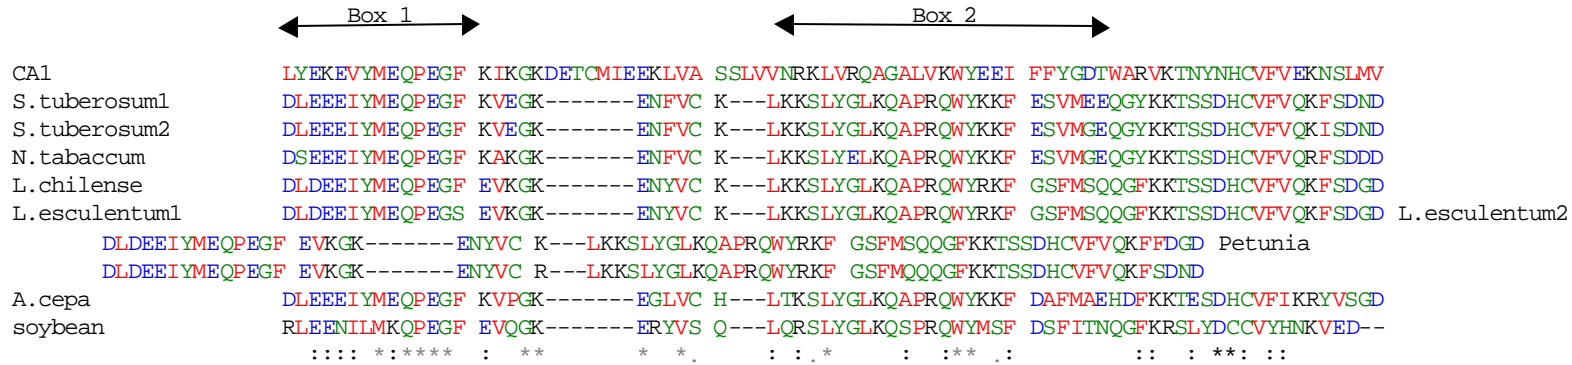 Box 1 Box 2
CA1 LYEKEVYMEQPEGF KIKGKDETCMIEEKLVA SSLVVNRKLVRQAGALVKWYEEI FFYGDTWARVKTNYNHCVFVEKNSLMV
S.tuberosum1 DLEEEIYMEQPEGF KVEGK-------ENFVC K---LKKSLYGLKQAPRQWYKKF ESVMEEQGYKKTSSDHCVFVQKFSDND
S.tuberosum2 DLEEEIYMEQPEGF KVEGK-------ENFVC K---LKKSLYGLKQAPRQWYKKF ESVMGEQGYKKTSSDHCVFVQKISDND
N.tabaccum DSEEEIYMEQPEGF KAKGK-------ENFVC K---LKKSLYELKQAPRQWYKKF ESVMGEQGYKKTSSDHCVFVQRFSDDD
L.chilense DLDEEIYMEQPEGF EVKGK-------ENYVC K---LKKSLYGLKQAPRQWYRKF GSFMSQQGFKKTSSDHCVFVQKFSDGD
L.esculentum1 DLDEEIYMEQPEGS EVKGK-------ENYVC K---LKKSLYGLKQAPRQWYRKF GSFMSQQGFKKTSSDHCVFVQKFSDGD L.esculentum2
DLDEEIYMEQPEGF EVKGK-------ENYVC K---LKKSLYGLKQAPRQWYRKF GSFMSQQGFKKTSSDHCVFVQKFFDGD Petunia
DLDEEIYMEQPEGF EVKGK-------ENYVC R---LKKSLYGLKQAPRQWYRKF GSFMQQQGFKKTSSDHCVFVQKFSDND
A.cepa DLEEEIYMEQPEGF KVPGK-------EGLVC H---LTKSLYGLKQAPRQWYKKF DAFMAEHDFKKTESDHCVFIKRYVSGD
soybean RLEENILMKQPEGF EVQGK-------ERYVS Q---LQRSLYGLKQSPRQWYMSF DSFITNQGFKRSLYDCCVYHNKVED--
:::: *:**** : ** * *. : :.* : :** .: :: : **: ::